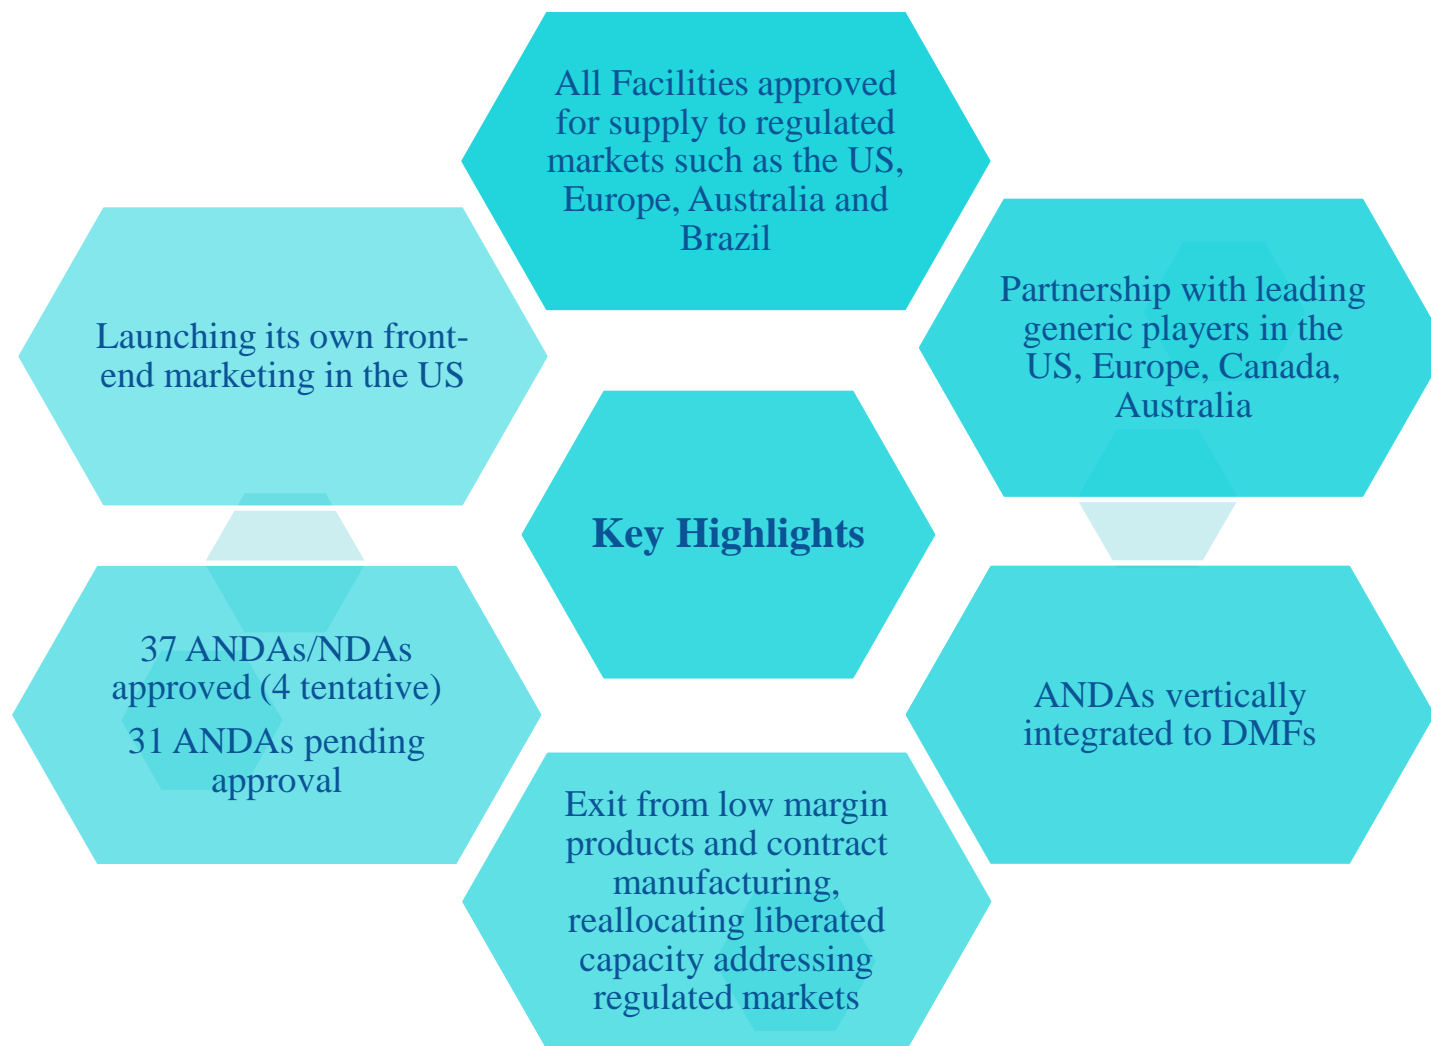 All Facilities approved
for supply to regulated
markets such as the US,
Europe, Australia and
Brazil
Partnership with leading
generic players in the
US, Europe, Canada,
Australia
Launching its own front-
end marketing in the US
Key Highlights
37 ANDAs/NDAs
approved (4 tentative)
31 ANDAs pending
approval
ANDAs vertically
integrated to DMFs
Exit from low margin
products and contract
manufacturing,
reallocating liberated
capacity addressing
regulated markets